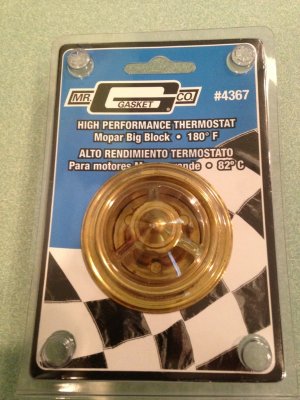 MR. GASKET CO. #4367
HIGH PERFORMANCE THERMOSTAT
Mopar Big Block • 180° F
ALTO RENDIMIENTO TERMOSTATO
Para motores • 82° C